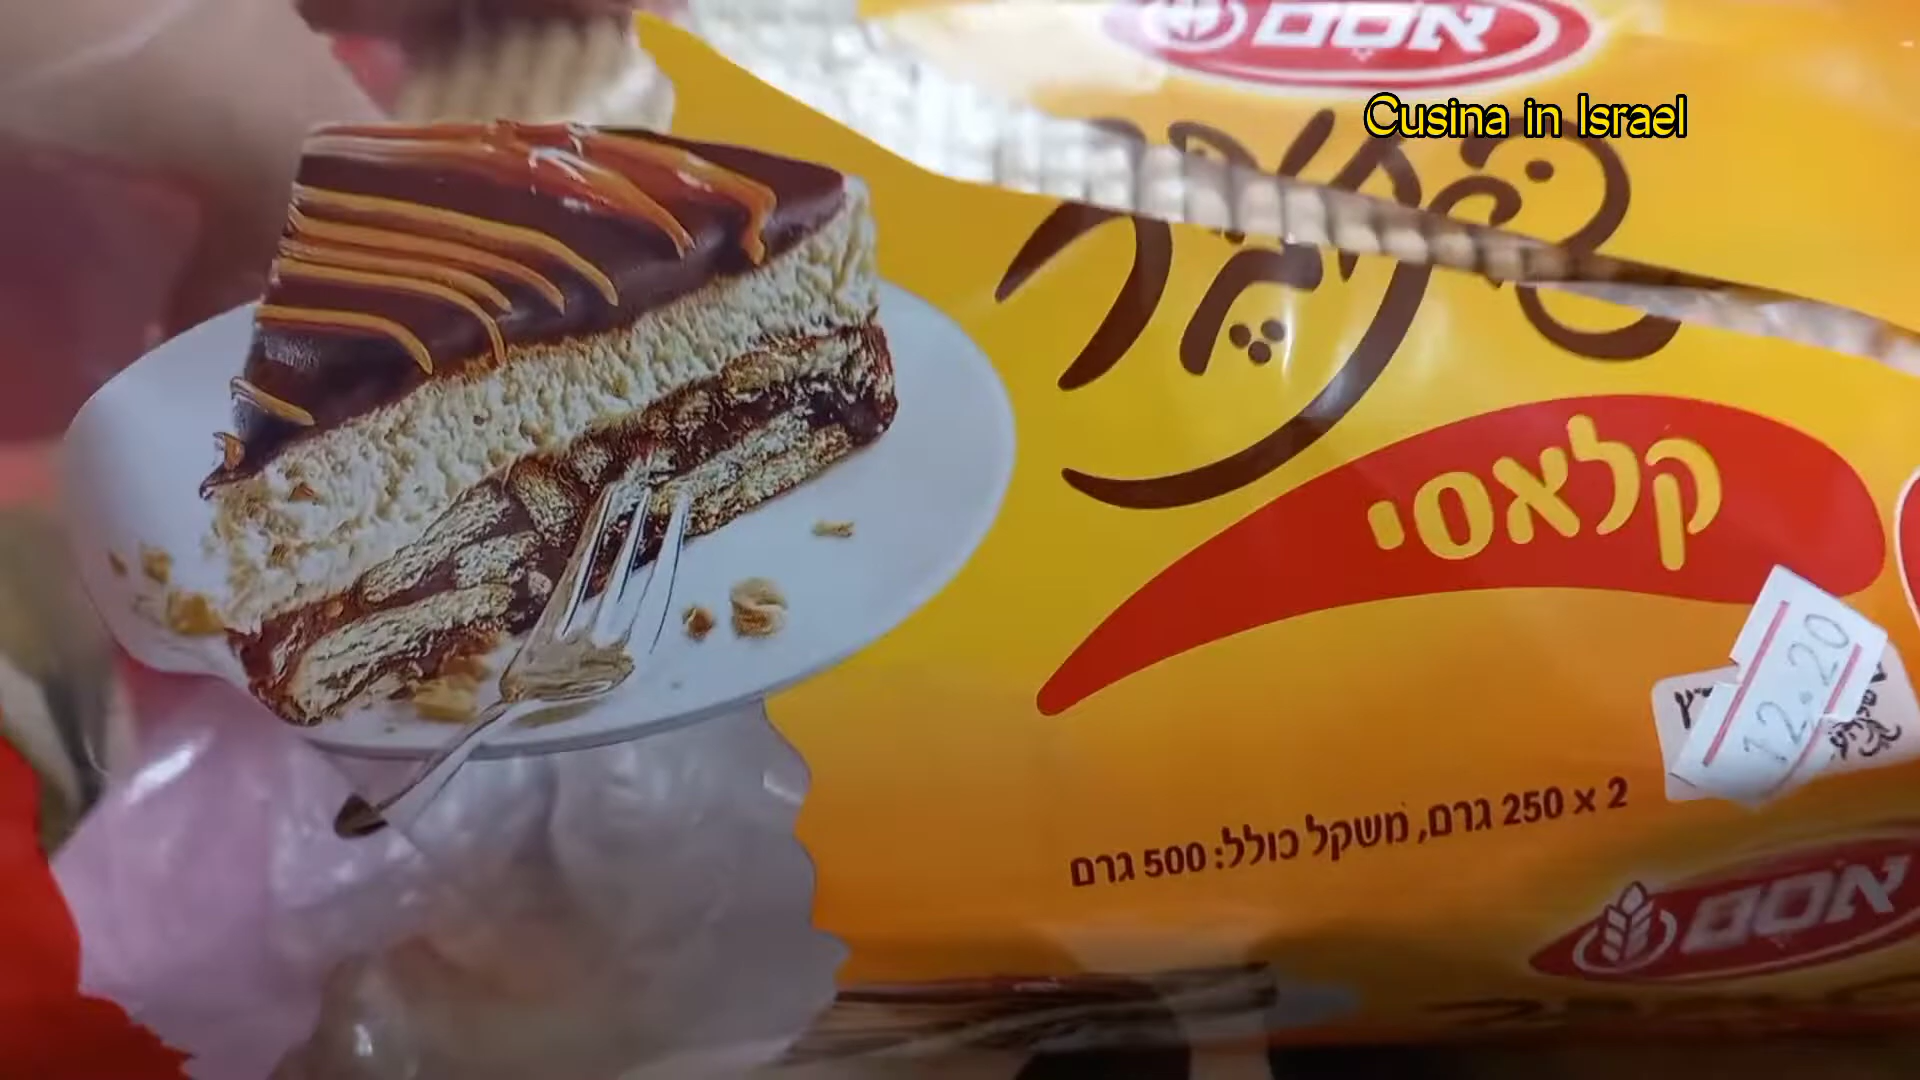 אסם
Cusina in Israel
קלאסי
12.20
2 x 250 גרם, משקל כולל: 500 גרם
אסם